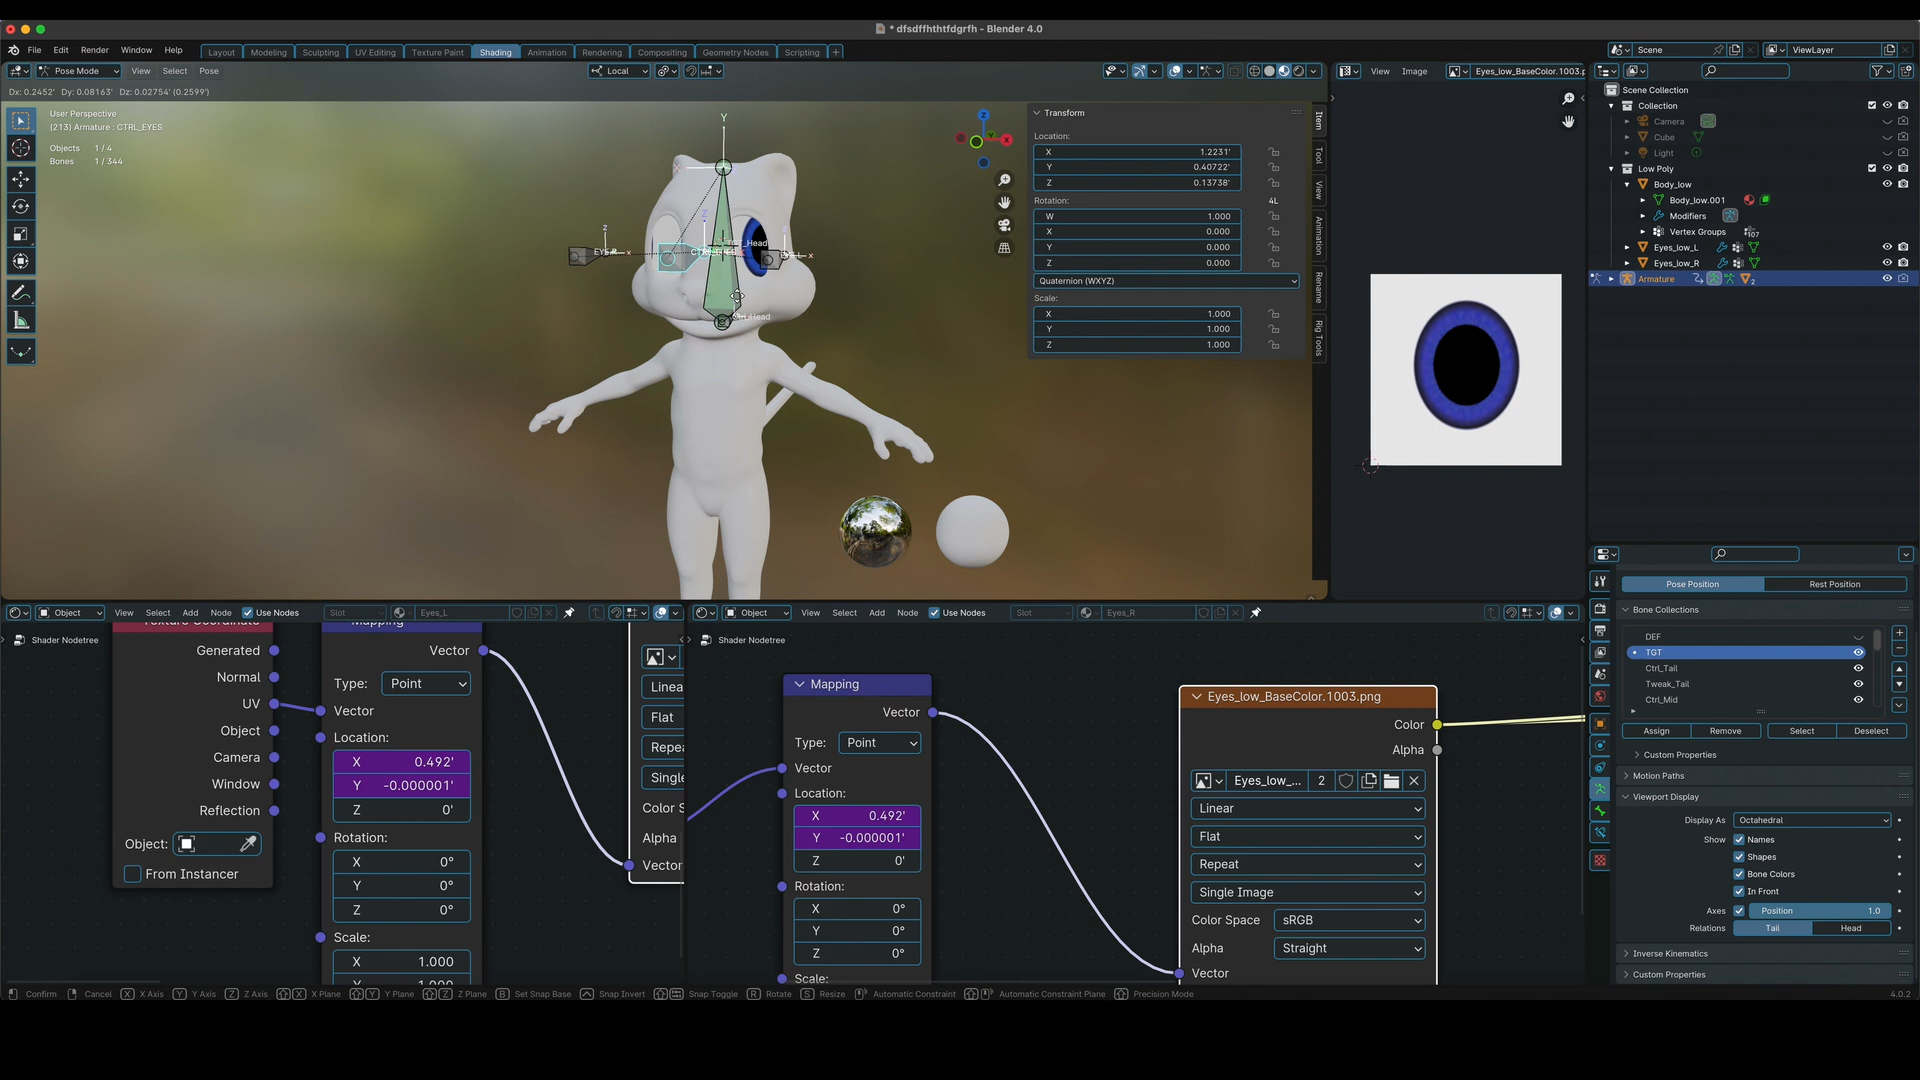 * dfsdffhthtfdgrfh - Blender 4.0
File Edit Render Window Help
Layout Modeling Sculpting UV Editing Texture Paint Shading Animation Rendering Compositing Geometry Nodes Scripting +
Scene ViewLayer
Pose Mode View Select Pose Local
View Image Eyes_low_BaseColor.1003.p
Dx: 0.2452' Dy: 0.08163' Dz: 0.02754' (0.2599')
User Perspective
(213) Armature : CTRL_EYES
Objects 1 / 4
Bones 1 / 344
Y
Z
X
Z
Z
EYE.R x
x
Ctrl_Head
Transform
Location:
X 1.2231'
Y 0.40722'
Z 0.13738'
Rotation: 4L
W 1.000
X 0.000
Y 0.000
Z 0.000
Quaternion (WXYZ)
Scale:
X 1.000
Y 1.000
Z 1.000
Item
Tool
View
Animation
Rename
Rig Tools
Scene Collection
Collection
Camera
Cube
Light
Low Poly
Body_low
Body_low.001
Modifiers
Vertex Groups 107
Eyes_low_L
Eyes_low_R
Armature 2
Pose Position Rest Position
Bone Collections
DEF
TGT
Ctrl_Tail
Tweak_Tail
Ctrl_Mid
Assign Remove Select Deselect
Custom Properties
Motion Paths
Viewport Display
Display As Octahedral
Show Names
Shapes
Bone Colors
In Front
Axes Position 1.0
Relations Tail Head
Inverse Kinematics
Custom Properties
Object View Select Add Node Use Nodes Slot Eyes_L
Shader Nodetree
Texture Coordinate
Generated
Normal
UV
Object
Camera
Window
Reflection
Object:
From Instancer
Mapping
Vector
Type: Point
Vector
Location:
X 0.492'
Y -0.000001'
Z 0'
Rotation:
X 0°
Y 0°
Z 0°
Scale:
X 1.000
Y 1.000
Linea
Flat
Repea
Single
Color S
Alpha
Vector
Object View Select Add Node Use Nodes Slot Eyes_R
Shader Nodetree
Mapping
Vector
Type: Point
Vector
Location:
X 0.492'
Y -0.000001'
Z 0'
Rotation:
X 0°
Y 0°
Z 0°
Scale:
Eyes_low_BaseColor.1003.png
Color
Alpha
Eyes_low_... 2
Linear
Flat
Repeat
Single Image
Color Space sRGB
Alpha Straight
Vector
Confirm Cancel X X Axis Y Y Axis Z Z Axis X X Plane Y Y Plane Z Z Plane B Set Snap Base Snap Invert Snap Toggle R Rotate S Resize Automatic Constraint Automatic Constraint Plane Precision Mode 4.0.2